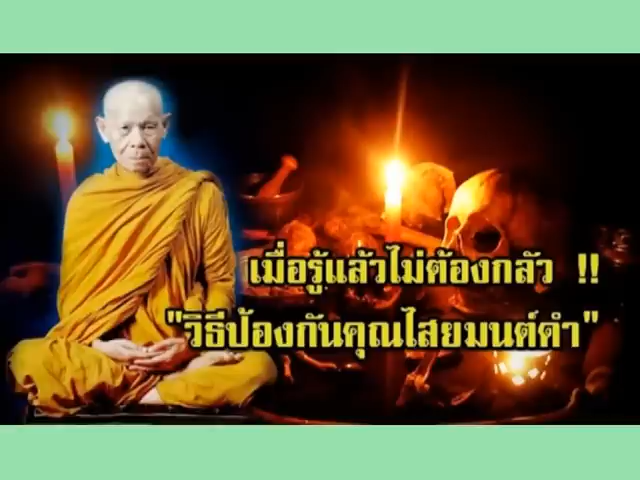 เมื่อรู้แล้วไม่ต้องกลัว !!
"วิธีป้องกันคุณไสยมนต์ดำ"